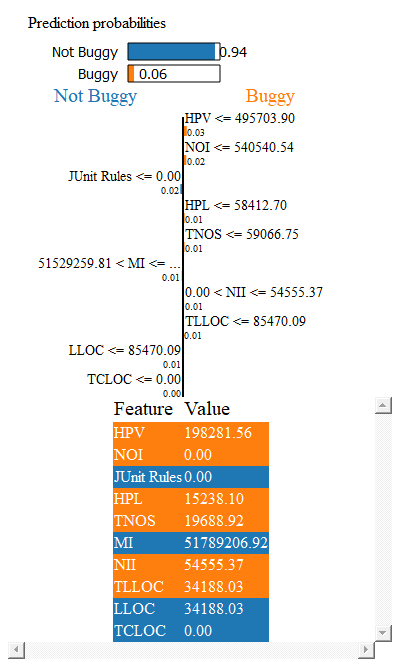 Prediction probabilities
Not Buggy 0.94
Buggy 0.06
Not Buggy Buggy
HPV <= 495703.90
0.03
NOI <= 540540.54
0.02
JUnit Rules <= 0.00
0.02
HPL <= 58412.70
0.01
TNOS <= 59066.75
0.01
51529259.81 < MI <= ...
0.01
0.00 < NII <= 54555.37
0.01
TLLOC <= 85470.09
0.01
LLOC <= 85470.09
0.01
TCLOC <= 0.00
0.00
Feature Value
HPV 198281.56
NOI 0.00
JUnit Rules 0.00
HPL 15238.10
TNOS 19688.92
MI 51789206.92
NII 54555.37
TLLOC 34188.03
LLOC 34188.03
TCLOC 0.00